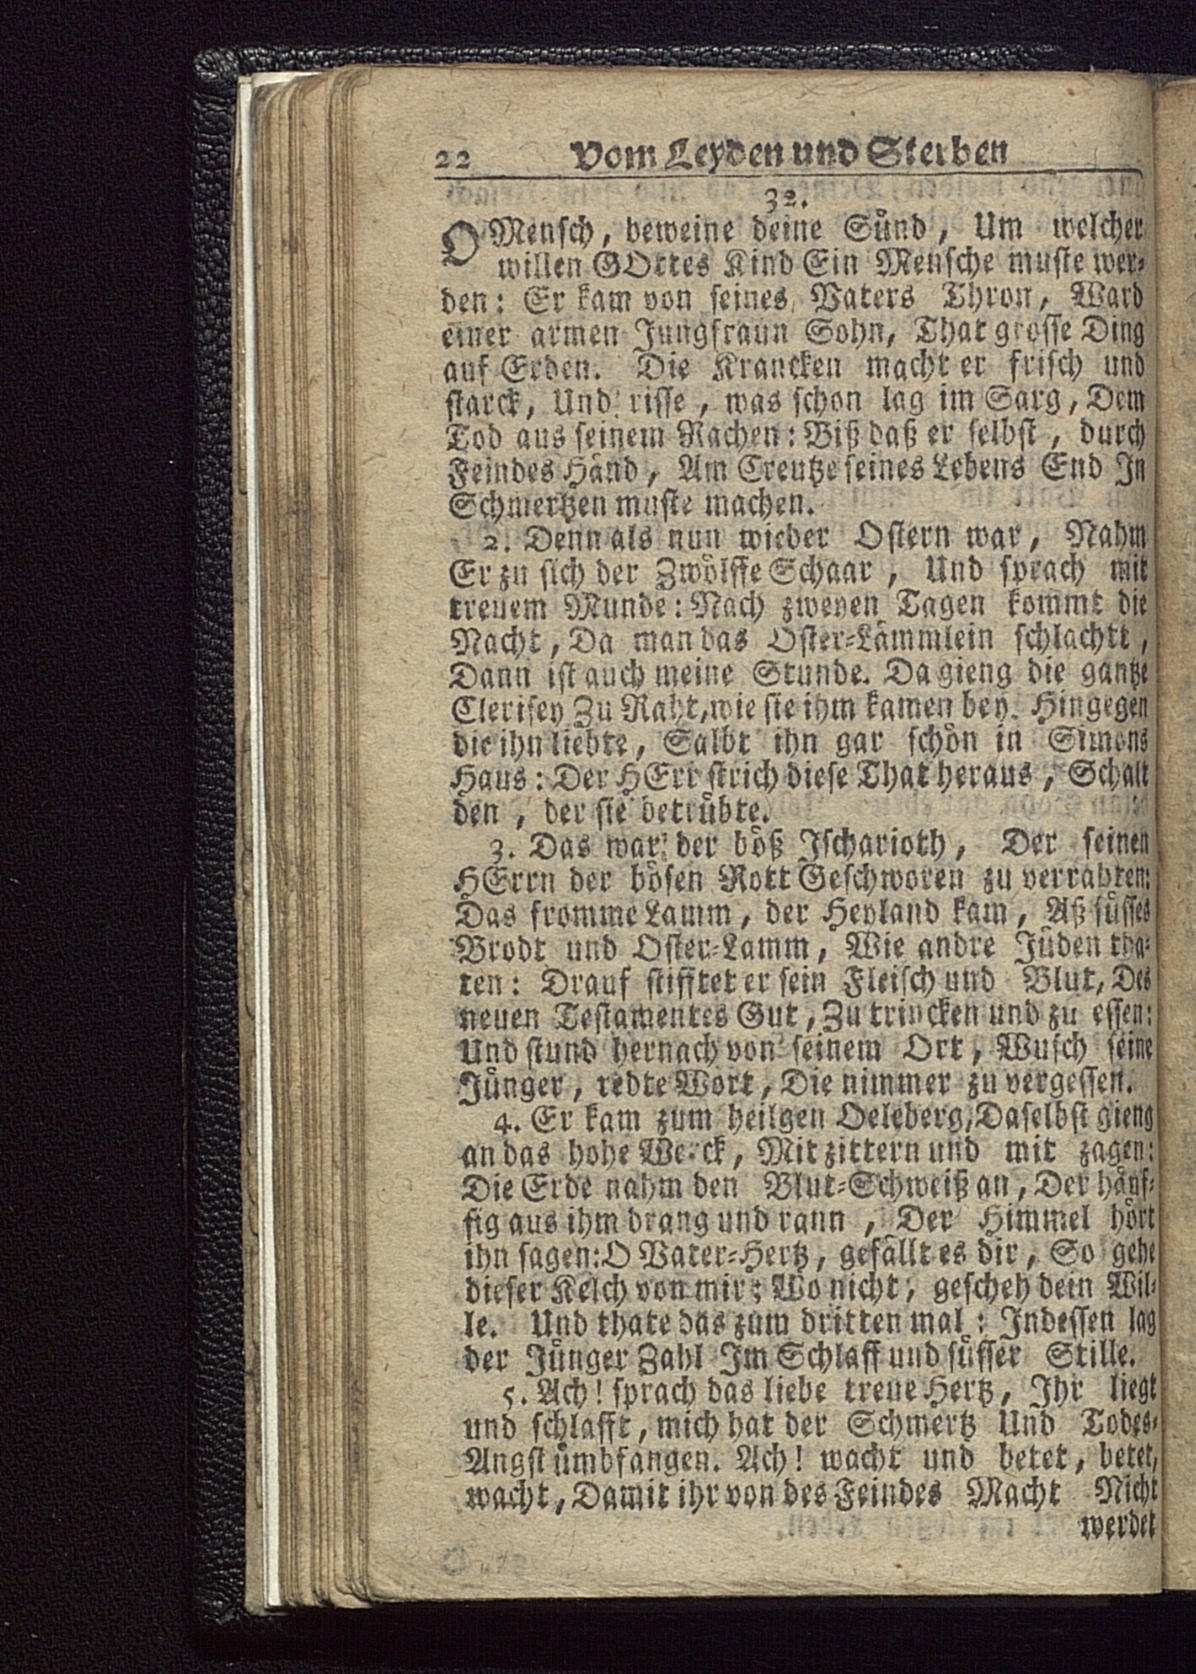 22 Vom Leyden und Sterben
32.
O Mensch, beweine deine Sünd, Um welcher
willen GOttes Kind Ein Mensche muste wer-
den: Er kam von seines Vaters Thron, Ward
einer armen Jungfraun Sohn, That grosse Ding
auf Erden. Die Krancken macht er frisch und
starck, Und risse, was schon lag im Sarg, Dem
Tod aus seinem Rachen: Biß daß er selbst, durch
Feindes Händ, Am Creutze seines Lebens End In
Schmertzen muste machen.
2. Denn als nun wieder Ostern war, Nahm
Er zu sich der Zwölffe Schaar, Und sprach mit
treuem Munde: Nach zweyen Tagen kommt die
Nacht, Da man das Oster-Lämmlein schlachtt,
Dann ist auch meine Stunde. Da gieng die gantze
Clerisey Zu Raht, wie sie ihm kamen bey. Hingegen
die ihn liebte, Salbt ihn gar schön in Simons
Haus: Der HErr strich diese That heraus, Schalt
den, der sie betrübte.
3. Das war der böß Ischarioth, Der seinen
HErrn der bösen Rott Geschworen zu verrahten:
Das fromme Lamm, der Heyland kam, Aß süsses
Brodt und Oster-Lamm, Wie andre Jüden tha-
ten: Drauf stifftet er sein Fleisch und Blut, Des
neuen Testamentes Gut, Zu trincken und zu essen:
Und stund hernach von seinem Ort, Wusch seine
Jünger, redte Wort, Die nimmer zu vergessen.
4. Er kam zum heilgen Oeleberg, Daselbst gieng
an das hohe Werck, Mit zittern und mit zagen:
Die Erde nahm den Blut-Schweiß an, Der häuf-
fig aus ihm drang und rann, Der Himmel hört
ihn sagen: O Vater-Hertz, gefällt es dir, So gehe
dieser Kelch von mir; Wo nicht, gescheh dein Wil-
le. Und thate das zum dritten mal: Indessen lag
der Jünger Zahl Im Schlaff und süsser Stille.
5. Ach! sprach das liebe treue Hertz, Ihr liegt
und schlafft, mich hat der Schmertz Und Todes-
Angst ümbfangen. Ach! wacht und betet, betet,
wacht, Damit ihr von des Feindes Macht Nicht
werdet